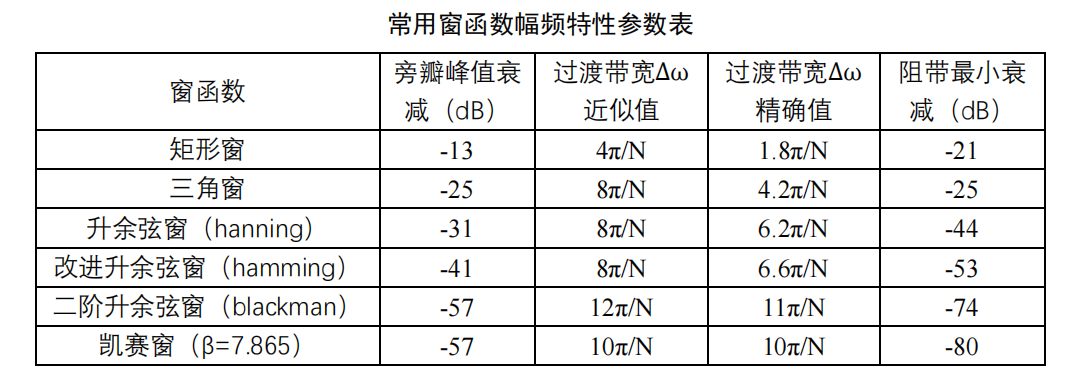 常用窗函数幅频特性参数表
窗函数 旁瓣峰值衰减（dB） 过渡带宽Δω近似值 过渡带宽Δω精确值 阻带最小衰减（dB）
矩形窗 -13 4π/N 1.8π/N -21
三角窗 -25 8π/N 4.2π/N -25
升余弦窗（hanning） -31 8π/N 6.2π/N -44
改进升余弦窗（hamming） -41 8π/N 6.6π/N -53
二阶升余弦窗（blackman） -57 12π/N 11π/N -74
凯赛窗（β=7.865） -57 10π/N 10π/N -80